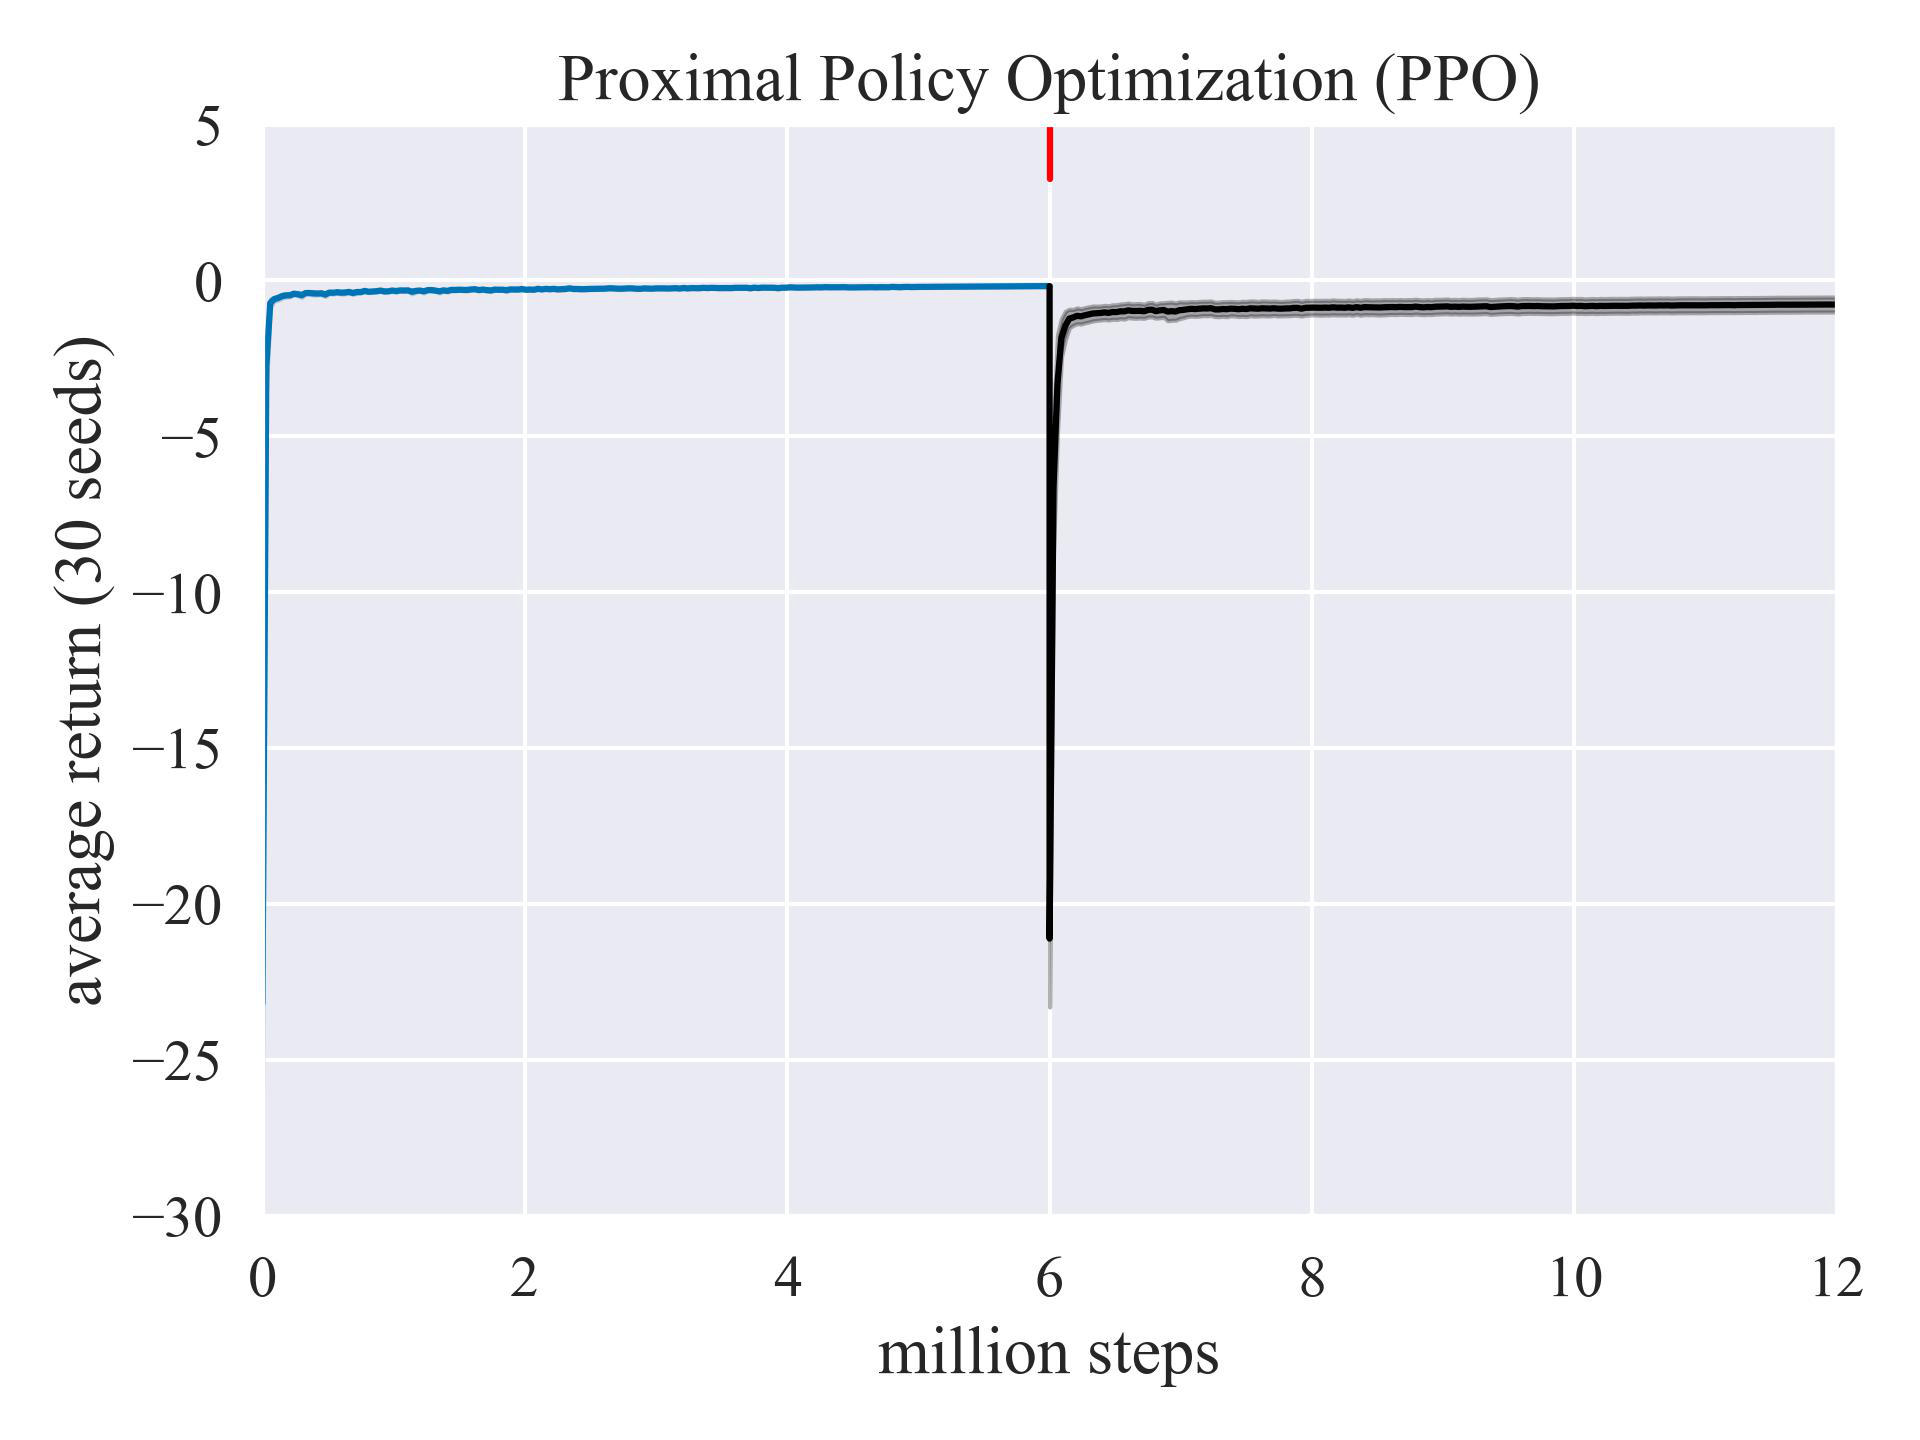 Proximal Policy Optimization (PPO)
5
0
−5
−10
−15
−20
−25
−30
average return (30 seeds)
0 2 4 6 8 10 12
million steps